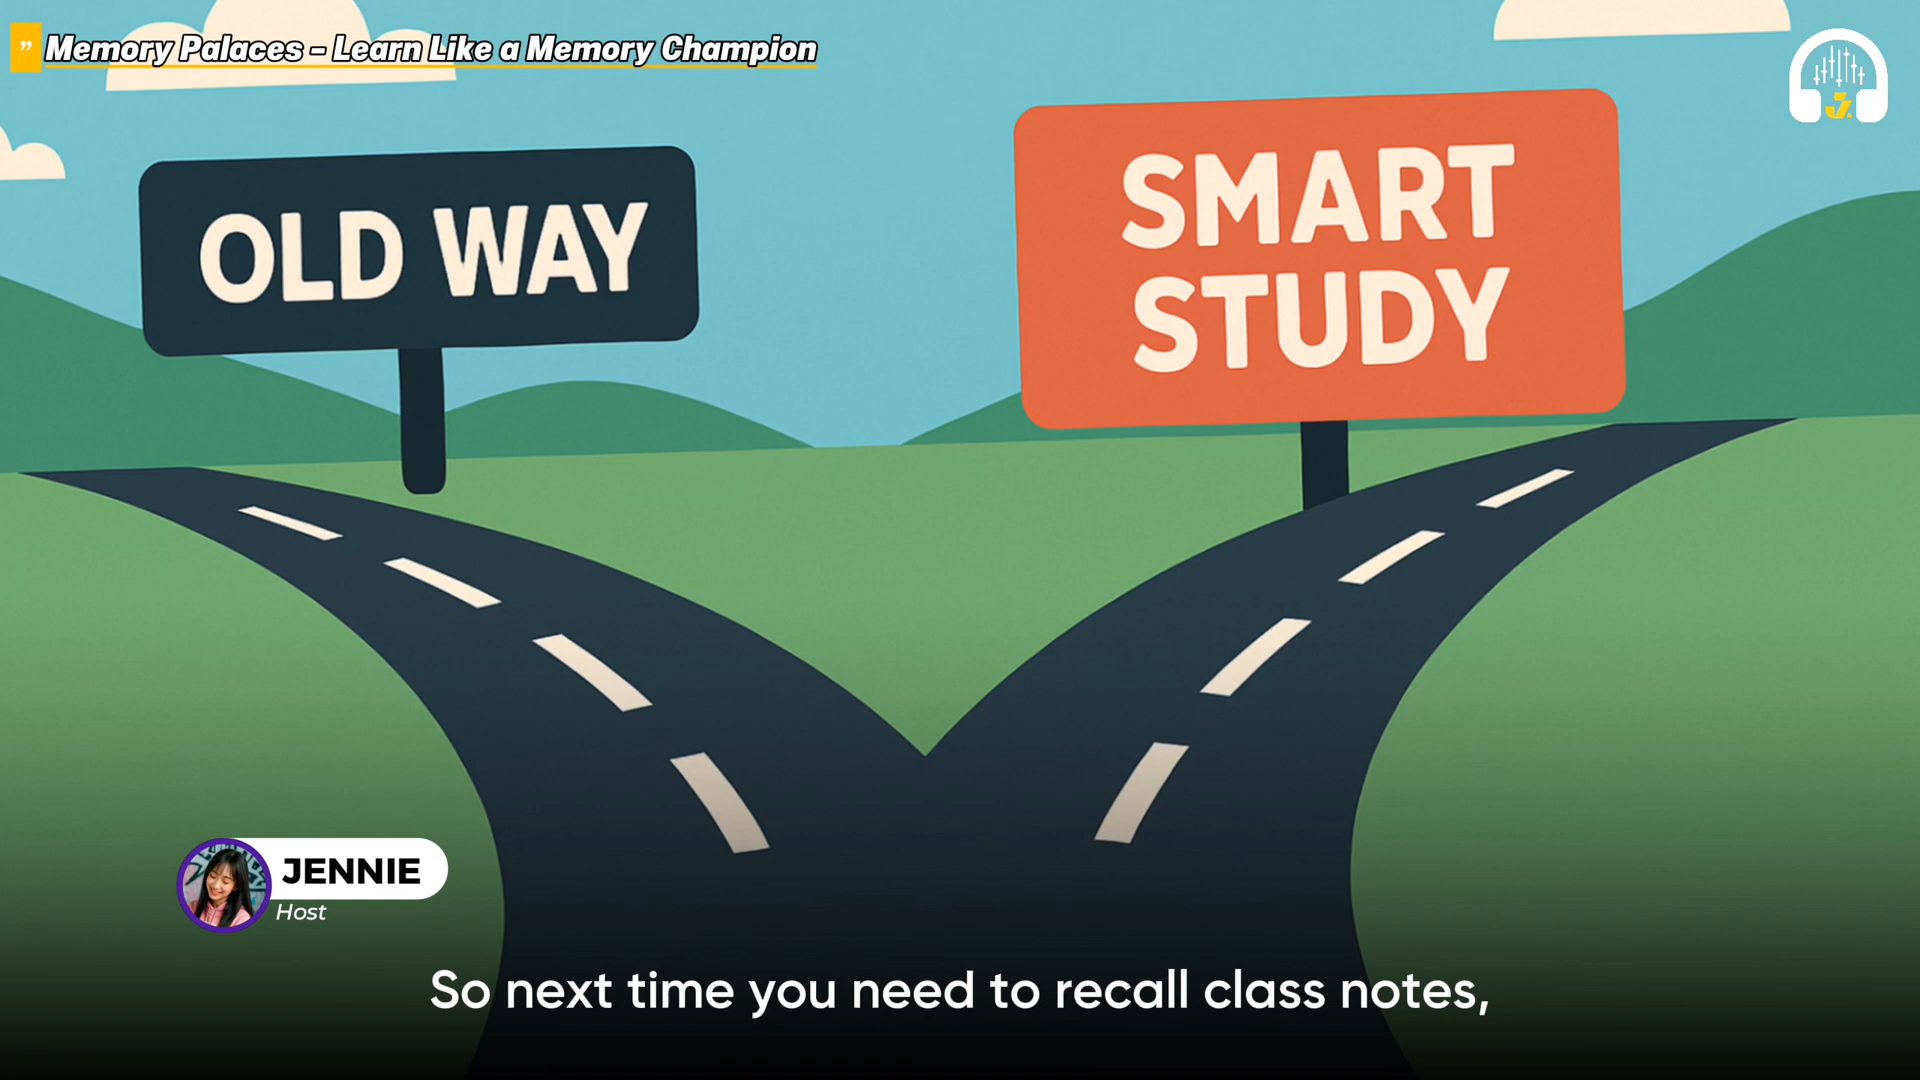 Memory Palaces - Learn Like a Memory Champion
OLD WAY
SMART
STUDY
JENNIE
Host
So next time you need to recall class notes,